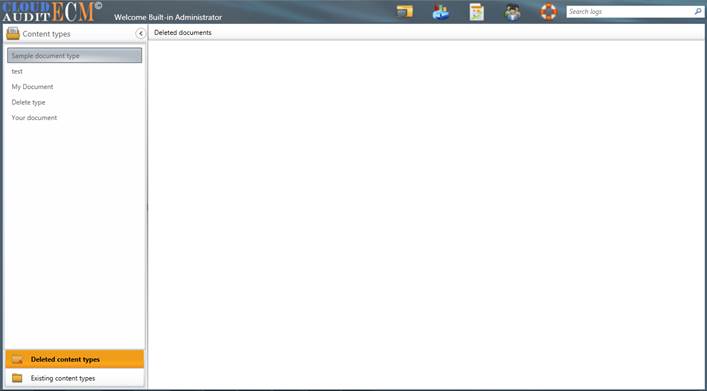 CLOUD
AUDIT ECM©
Welcome Built-in Administrator
Search logs
Content types
Deleted documents
Sample document type
test
My Document
Delete type
Your document
Deleted content types
Existing content types